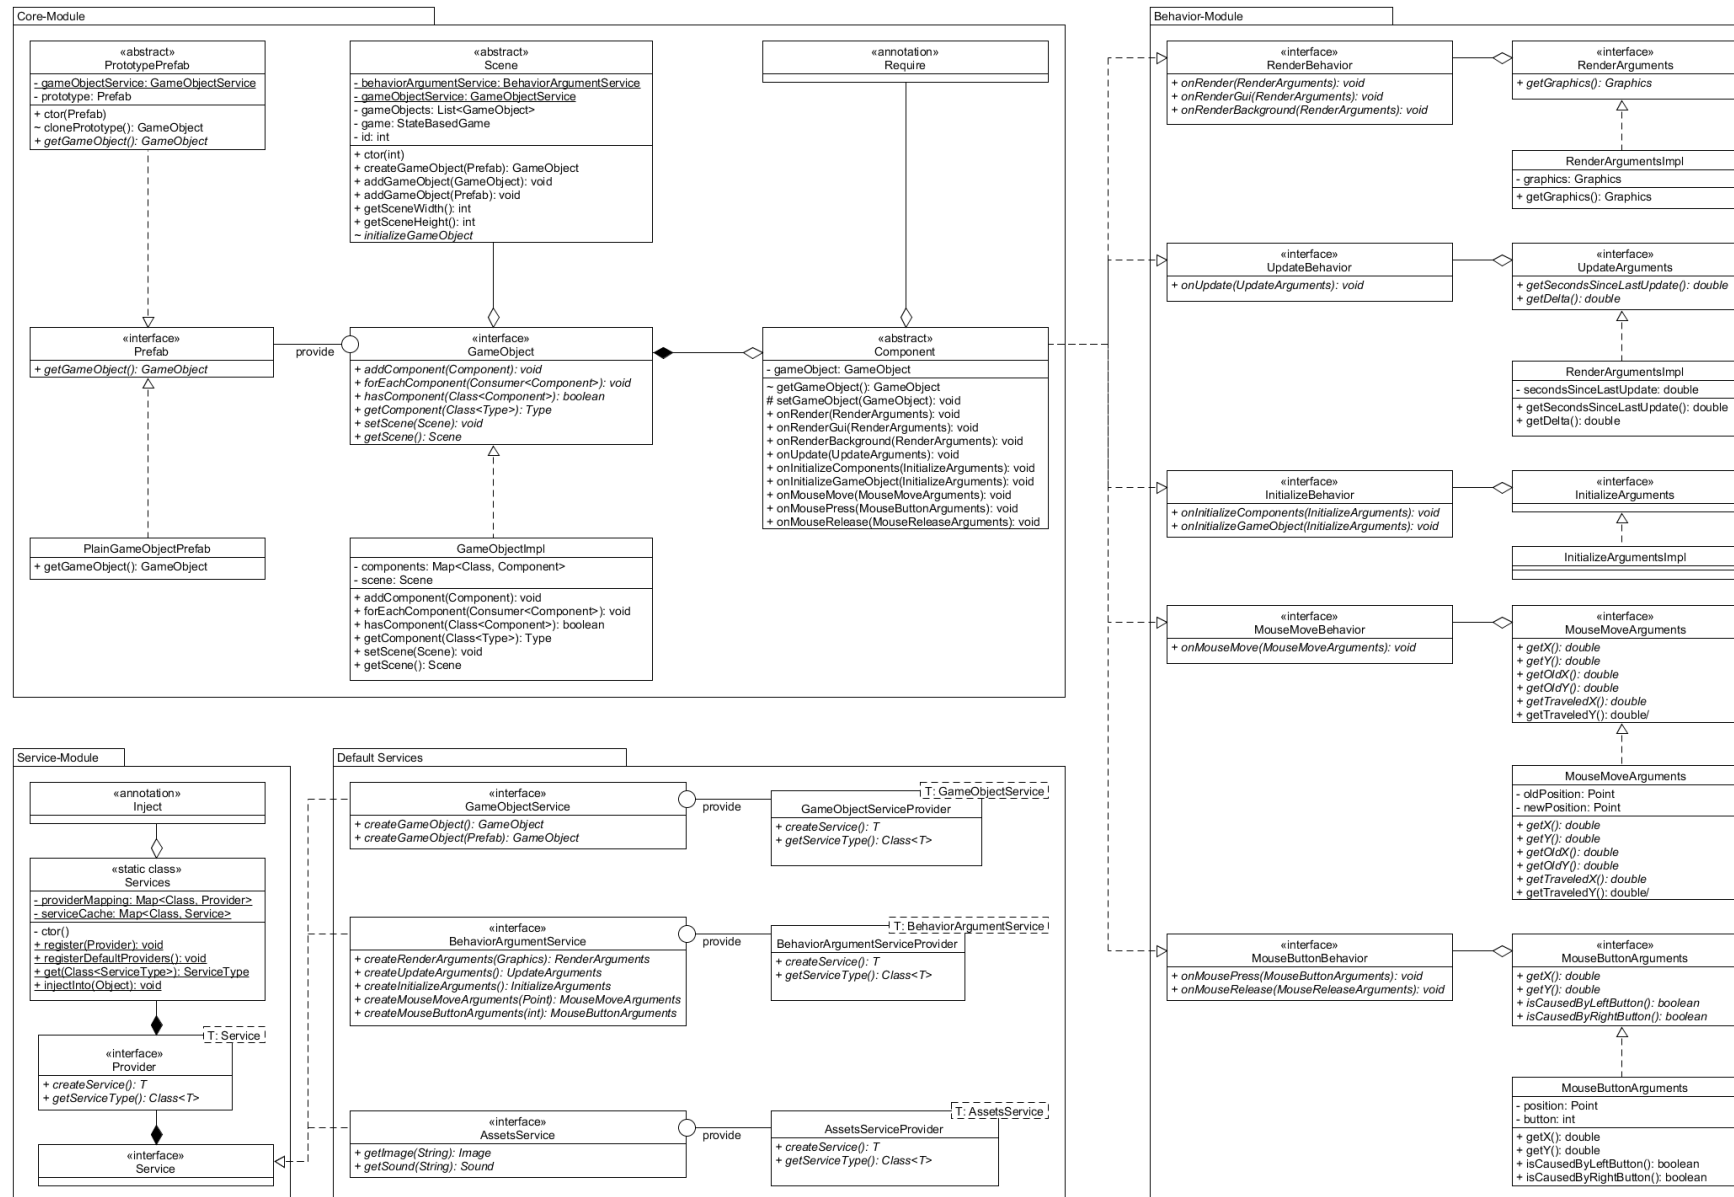 Core-Module
«abstract»
PrototypePrefab
- gameObjectService: GameObjectService
- prototype: Prefab
+ ctor(Prefab)
~ clonePrototype(): GameObject
+ getGameObject(): GameObject
«abstract»
Scene
- behaviorArgumentService: BehaviorArgumentService
- gameObjectService: GameObjectService
- gameObjects: List<GameObject>
- game: StateBasedGame
- id: int
+ ctor(int)
+ createGameObject(Prefab): GameObject
+ addGameObject(GameObject): void
+ addGameObject(Prefab): void
+ getSceneWidth(): int
+ getSceneHeight(): int
~ initializeGameObject
«annotation»
Require
«interface»
Prefab
+ getGameObject(): GameObject
provide
«interface»
GameObject
+ addComponent(Component): void
+ forEachComponent(Consumer<Component>): void
+ hasComponent(Class<Component>): boolean
+ getComponent(Class<Type>): Type
+ setScene(Scene): void
+ getScene(): Scene
«abstract»
Component
- gameObject: GameObject
~ getGameObject(): GameObject
# setGameObject(GameObject): void
+ onRender(RenderArguments): void
+ onRenderGui(RenderArguments): void
+ onRenderBackground(RenderArguments): void
+ onUpdate(UpdateArguments): void
+ onInitializeComponents(InitializeArguments): void
+ onInitializeGameObject(InitializeArguments): void
+ onMouseMove(MouseMoveArguments): void
+ onMousePress(MouseButtonArguments): void
+ onMouseRelease(MouseReleaseArguments): void
PlainGameObjectPrefab
+ getGameObject(): GameObject
GameObjectImpl
- components: Map<Class, Component>
- scene: Scene
+ addComponent(Component): void
+ forEachComponent(Consumer<Component>): void
+ hasComponent(Class<Component>): boolean
+ getComponent(Class<Type>): Type
+ setScene(Scene): void
+ getScene(): Scene
Behavior-Module
«interface»
RenderBehavior
+ onRender(RenderArguments): void
+ onRenderGui(RenderArguments): void
+ onRenderBackground(RenderArguments): void
«interface»
RenderArguments
+ getGraphics(): Graphics
RenderArgumentsImpl
- graphics: Graphics
+ getGraphics(): Graphics
«interface»
UpdateBehavior
+ onUpdate(UpdateArguments): void
«interface»
UpdateArguments
+ getSecondsSinceLastUpdate(): double
+ getDelta(): double
RenderArgumentsImpl
- secondsSinceLastUpdate: double
+ getSecondsSinceLastUpdate(): double
+ getDelta(): double
«interface»
InitializeBehavior
+ onInitializeComponents(InitializeArguments): void
+ onInitializeGameObject(InitializeArguments): void
«interface»
InitializeArguments
InitializeArgumentsImpl
«interface»
MouseMoveBehavior
+ onMouseMove(MouseMoveArguments): void
«interface»
MouseMoveArguments
+ getX(): double
+ getY(): double
+ getOldX(): double
+ getOldY(): double
+ getTraveledX(): double
+ getTraveledY(): double/
MouseMoveArguments
- oldPosition: Point
- newPosition: Point
+ getX(): double
+ getY(): double
+ getOldX(): double
+ getOldY(): double
+ getTraveledX(): double
+ getTraveledY(): double/
«interface»
MouseButtonBehavior
+ onMousePress(MouseButtonArguments): void
+ onMouseRelease(MouseReleaseArguments): void
«interface»
MouseButtonArguments
+ getX(): double
+ getY(): double
+ isCausedByLeftButton(): boolean
+ isCausedByRightButton(): boolean
MouseButtonArguments
- position: Point
- button: int
+ getX(): double
+ getY(): double
+ isCausedByLeftButton(): boolean
+ isCausedByRightButton(): boolean
Service-Module
«annotation»
Inject
«static class»
Services
- providerMapping: Map<Class, Provider>
- serviceCache: Map<Class, Service>
- ctor()
+ register(Provider): void
+ registerDefaultProviders(): void
+ get(Class<ServiceType>): ServiceType
+ injectInto(Object): void
T: Service
«interface»
Provider
+ createService(): T
+ getServiceType(): Class<T>
«interface»
Service
Default Services
«interface»
GameObjectService
+ createGameObject(): GameObject
+ createGameObject(Prefab): GameObject
provide
T: GameObjectService
GameObjectServiceProvider
+ createService(): T
+ getServiceType(): Class<T>
«interface»
BehaviorArgumentService
+ createRenderArguments(Graphics): RenderArguments
+ createUpdateArguments(): UpdateArguments
+ createInitializeArguments(): InitializeArguments
+ createMouseMoveArguments(Point): MouseMoveArguments
+ createMouseButtonArguments(int): MouseButtonArguments
provide
T: BehaviorArgumentService
BehaviorArgumentServiceProvider
+ createService(): T
+ getServiceType(): Class<T>
«interface»
AssetsService
+ getImage(String): Image
+ getSound(String): Sound
provide
T: AssetsService
AssetsServiceProvider
+ createService(): T
+ getServiceType(): Class<T>